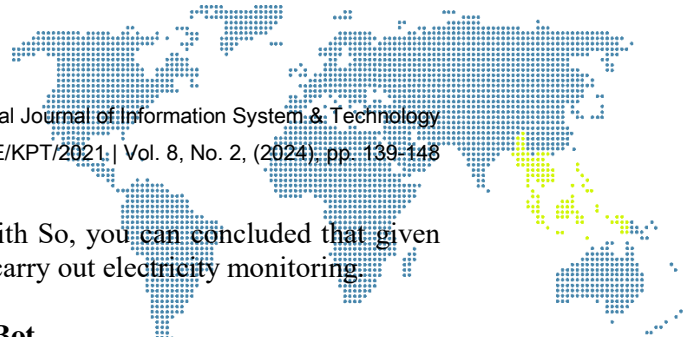 al Journal of Information System & Technology
E/KPT/2021 | Vol. 8, No. 2, (2024), pp. 139-148
ith So, you can concluded that given
carry out electricity monitoring
Bot